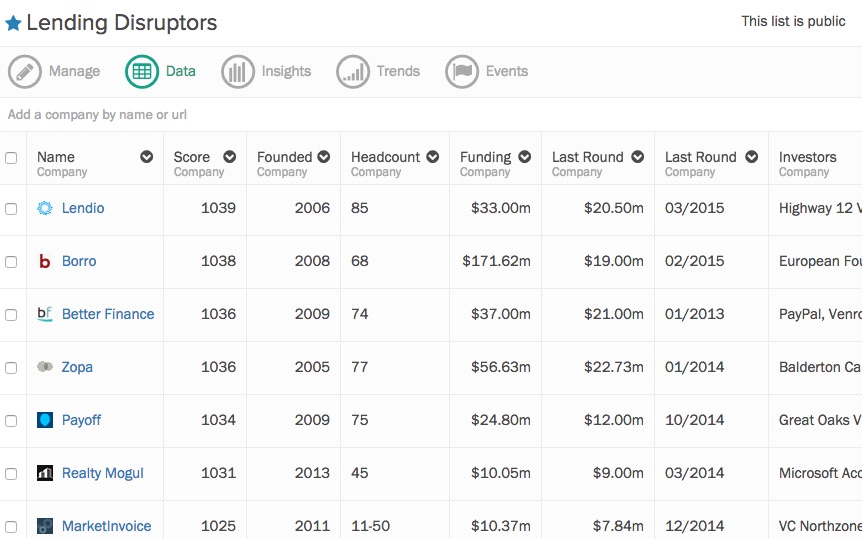 Lending Disruptors
This list is public
Manage Data Insights Trends Events
Add a company by name or url
Name Score Founded Headcount Funding Last Round Last Round Investors
Company Company Company Company Company Company Company Company
Lendio 1039 2006 85 $33.00m $20.50m 03/2015 Highway 12 V
b Borro 1038 2008 68 $171.62m $19.00m 02/2015 European Fou
bf Better Finance 1036 2009 74 $37.00m $21.00m 01/2013 PayPal, Venro
Zopa 1036 2005 77 $56.63m $22.73m 01/2014 Balderton Ca
Payoff 1034 2009 75 $24.80m $12.00m 10/2014 Great Oaks V
Realty Mogul 1031 2013 45 $10.05m $9.00m 03/2014 Microsoft Acc
MarketInvoice 1025 2011 11-50 $10.37m $7.84m 12/2014 VC Northzone